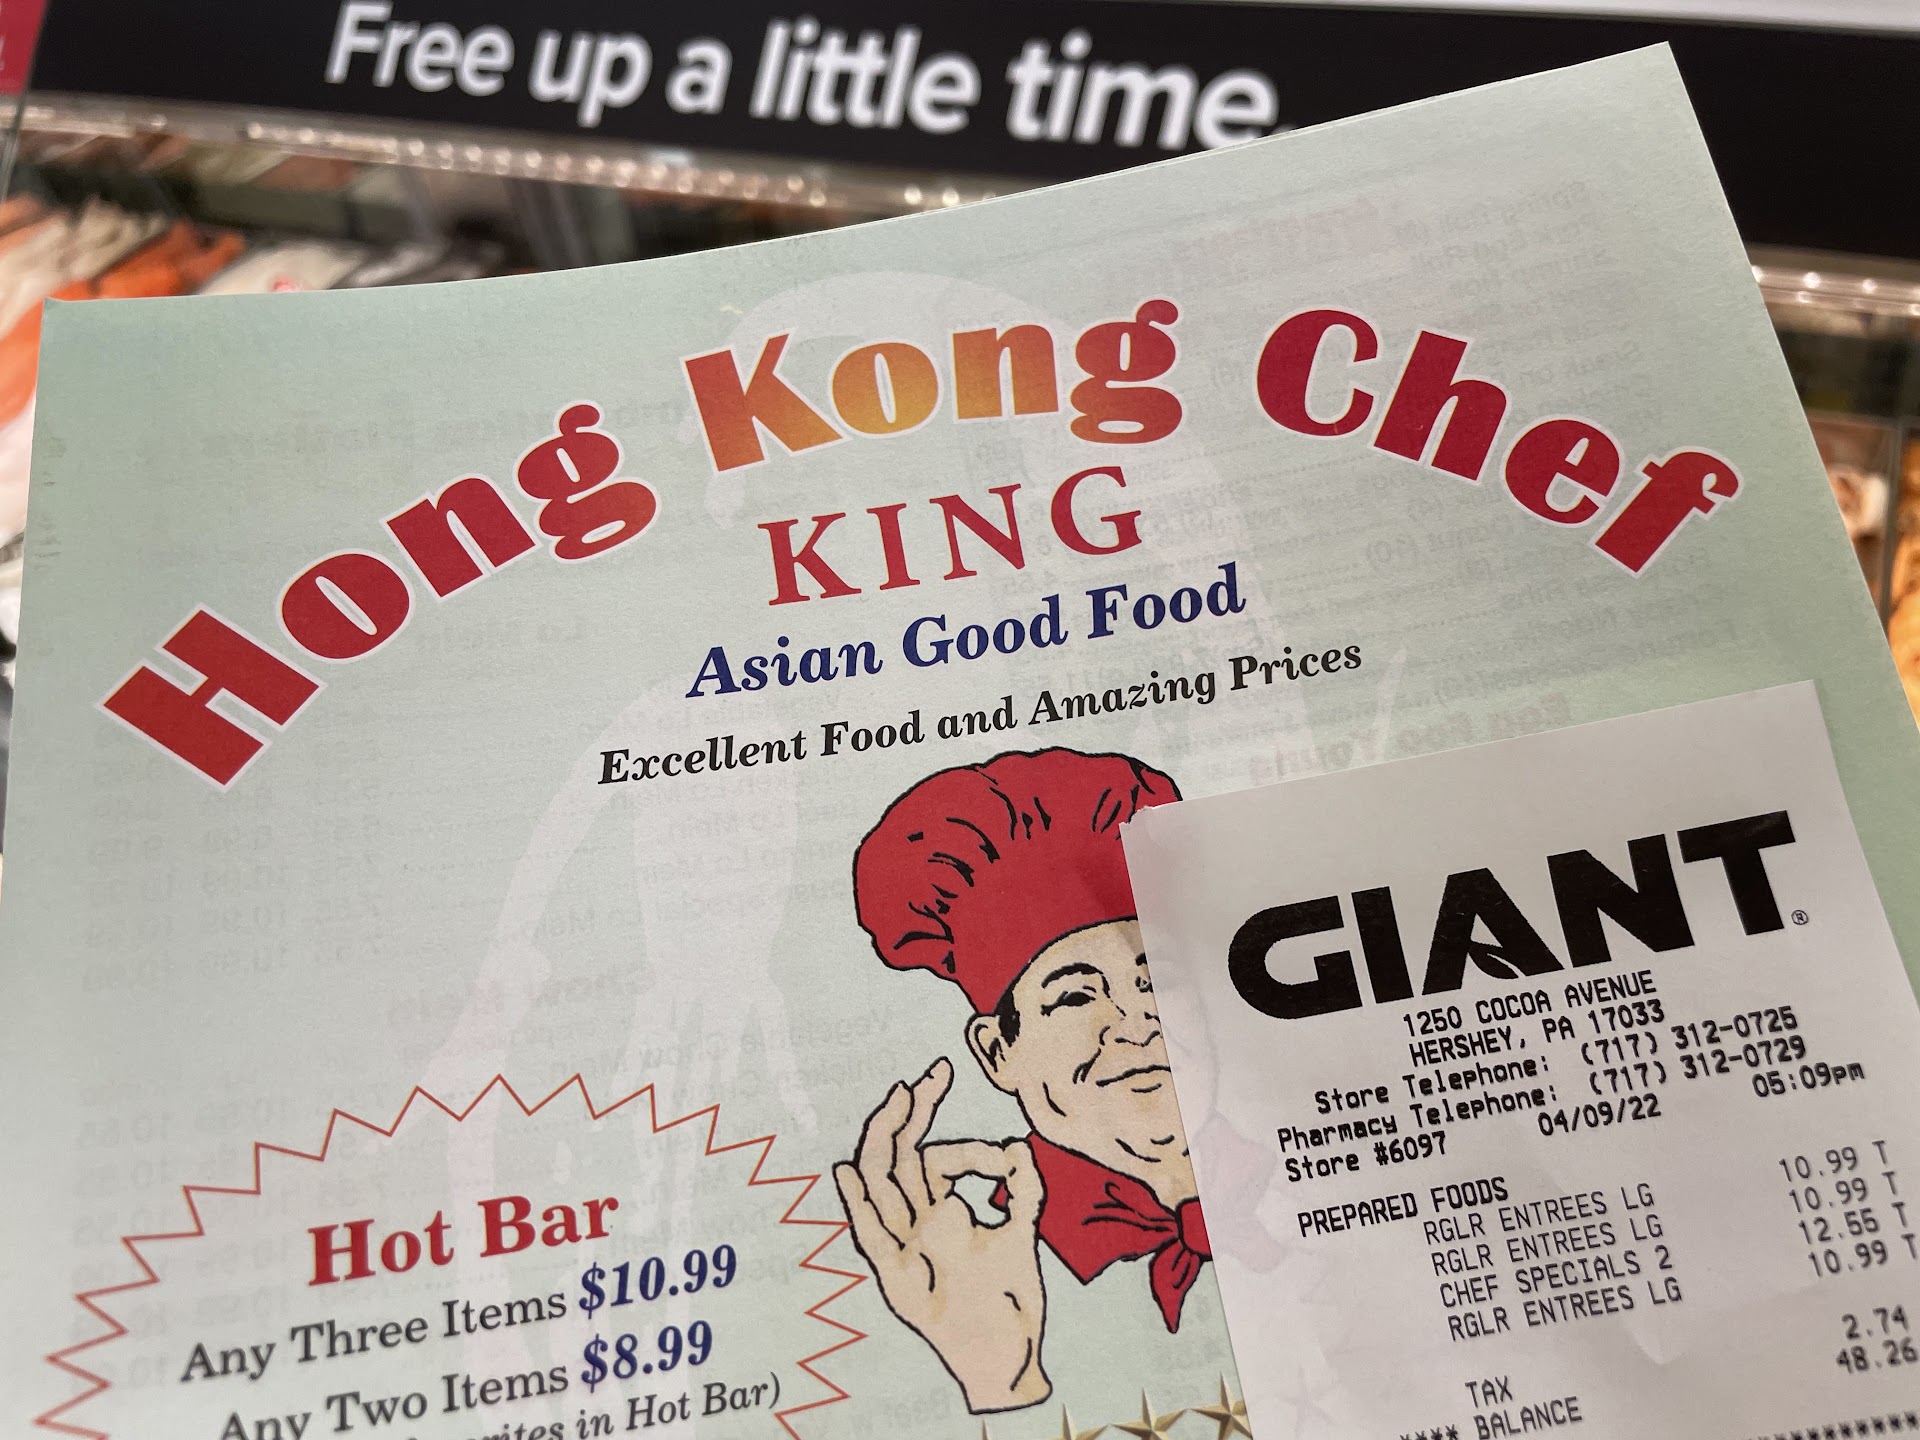 Free up a little time.
Hong Kong Chef
KING
Asian Good Food
Excellent Food and Amazing Prices
Hot Bar
Any Three Items $10.99
Any Two Items $8.99
in Hot Bar)
GIANT®
1250 COCOA AVENUE
HERSHEY, PA 17033
Store Telephone: (717) 312-0725
Pharmacy Telephone: (717) 312-0729
Store #6097 04/09/22 05:09pm
PREPARED FOODS
RGLR ENTREES LG 10.99 T
RGLR ENTREES LG 10.99 T
CHEF SPECIALS 2 12.55 T
RGLR ENTREES LG 10.99 T
TAX 2.74
**** BALANCE 48.26